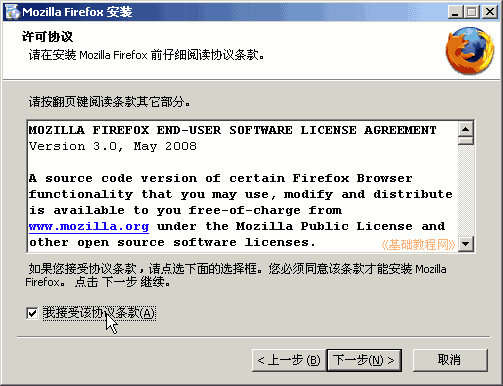 Mozilla Firefox 安装
许可协议
请在安装 Mozilla Firefox 前仔细阅读协议条款。
请按翻页键阅读条款其它部分。
MOZILLA FIREFOX END-USER SOFTWARE LICENSE AGREEMENT
Version 3.0, May 2008
A source code version of certain Firefox Browser
functionality that you may use, modify and distribute
is available to you free-of-charge from
www.mozilla.org under the Mozilla Public License and
other open source software licenses.
《基础教程网》
如果您接受协议条款，请点选下面的选择框。您必须同意该条款才能安装 Mozilla
Firefox。 点击 下一步 继续。
我接受该协议条款(A)
< 上一步 (B)
下一步(N) >
取消